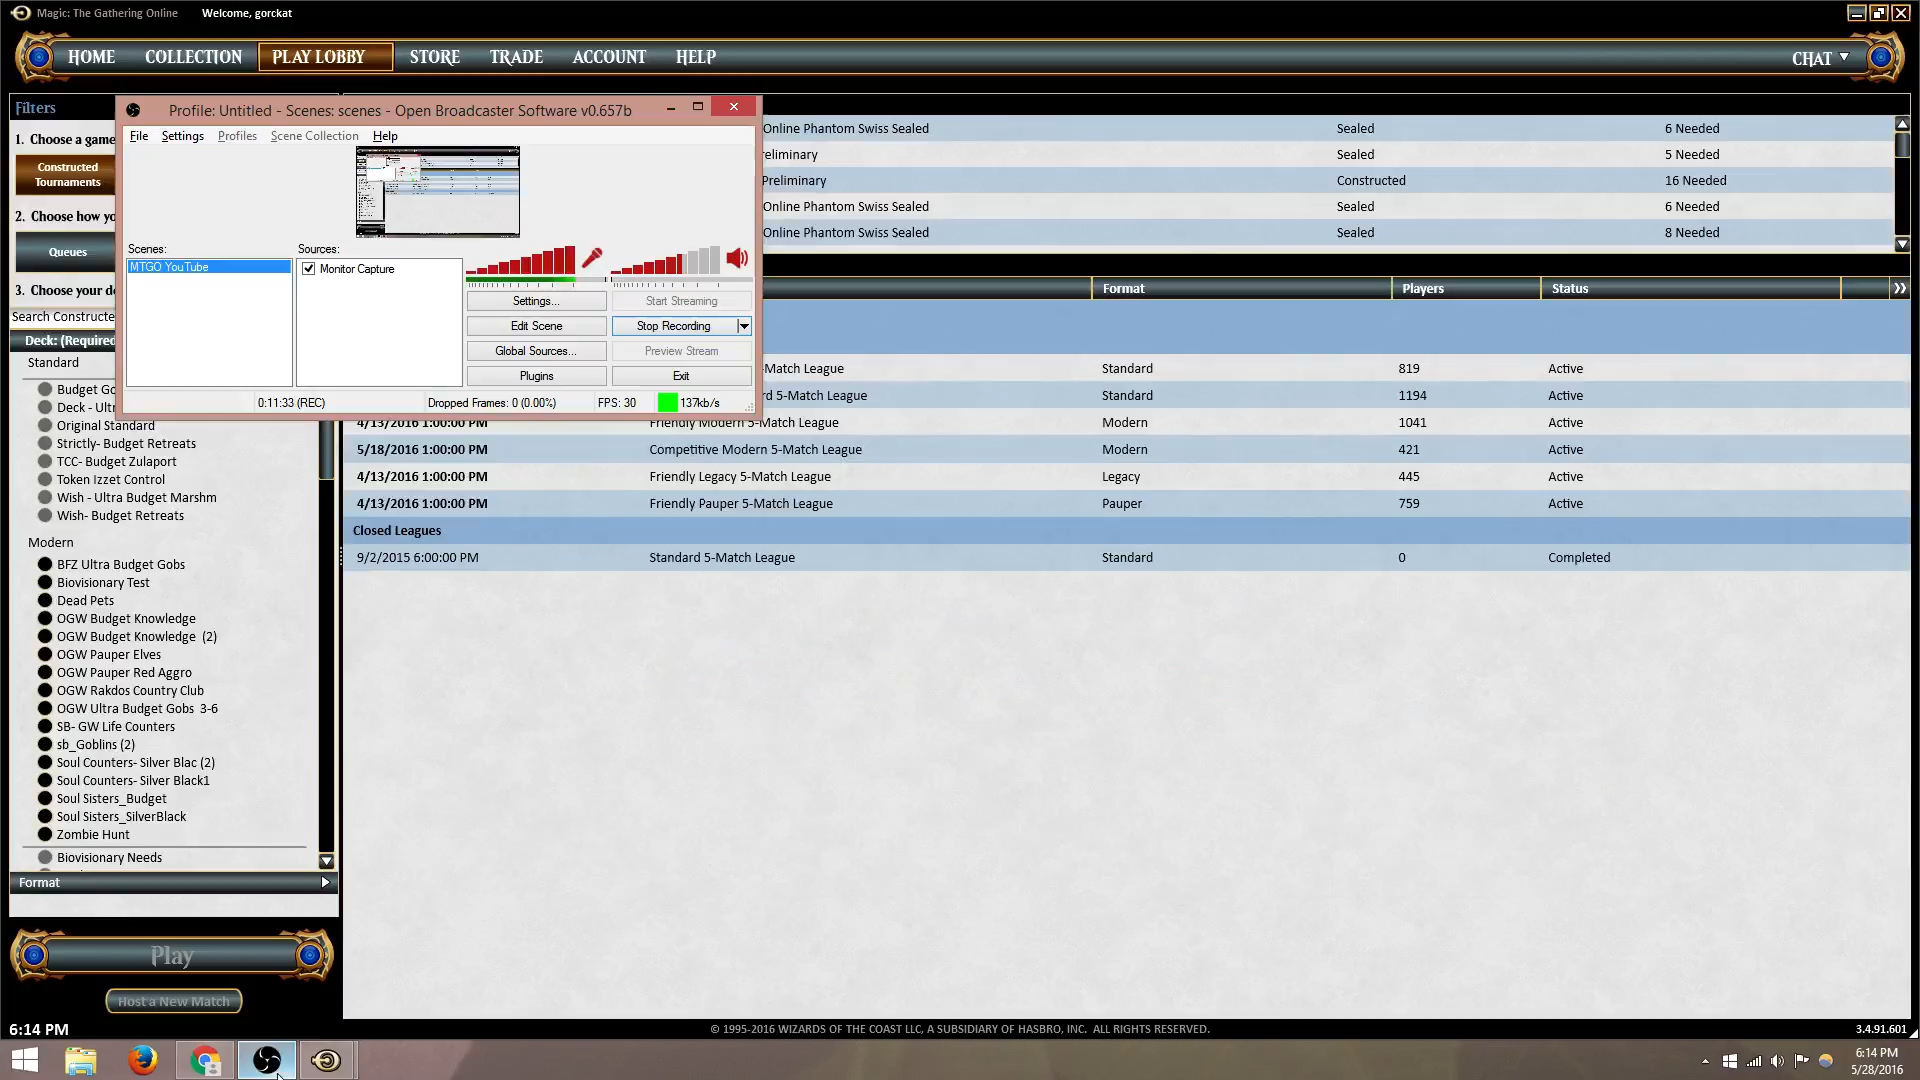 Magic: The Gathering Online Welcome, gorckat
HOME COLLECTION PLAY LOBBY STORE TRADE ACCOUNT HELP CHAT
Filters
1. Choose a game
Constructed
Tournaments
2. Choose how yo
Queues
3. Choose your de
Search Constructe
Deck: (Required
Standard
Budget Go
Deck - Ultr
Original Standard
Strictly- Budget Retreats
TCC- Budget Zulaport
Token Izzet Control
Wish - Ultra Budget Marshm
Wish- Budget Retreats
Modern
BFZ Ultra Budget Gobs
Biovisionary Test
Dead Pets
OGW Budget Knowledge
OGW Budget Knowledge (2)
OGW Pauper Elves
OGW Pauper Red Aggro
OGW Rakdos Country Club
OGW Ultra Budget Gobs 3-6
SB- GW Life Counters
sb_Goblins (2)
Soul Counters- Silver Blac (2)
Soul Counters- Silver Black1
Soul Sisters_Budget
Soul Sisters_SilverBlack
Zombie Hunt
Biovisionary Needs
Format
Play
Host a New Match
6:14 PM
Profile: Untitled - Scenes: scenes - Open Broadcaster Software v0.657b
File Settings Profiles Scene Collection Help
Scenes: Sources:
MTGO YouTube
Monitor Capture
Settings... Start Streaming
Edit Scene Stop Recording
Global Sources... Preview Stream
Plugins Exit
0:11:33 (REC) Dropped Frames: 0 (0.00%) FPS: 30 137kb/s
Online Phantom Swiss Sealed Sealed 6 Needed
reliminary Sealed 5 Needed
Preliminary Constructed 16 Needed
Online Phantom Swiss Sealed Sealed 6 Needed
Online Phantom Swiss Sealed Sealed 8 Needed
Format Players Status
-Match League Standard 819 Active
rd 5-Match League Standard 1194 Active
4/13/2016 1:00:00 PM Friendly Modern 5-Match League Modern 1041 Active
5/18/2016 1:00:00 PM Competitive Modern 5-Match League Modern 421 Active
4/13/2016 1:00:00 PM Friendly Legacy 5-Match League Legacy 445 Active
4/13/2016 1:00:00 PM Friendly Pauper 5-Match League Pauper 759 Active
Closed Leagues
9/2/2015 6:00:00 PM Standard 5-Match League Standard 0 Completed
© 1995-2016 WIZARDS OF THE COAST LLC, A SUBSIDIARY OF HASBRO, INC. ALL RIGHTS RESERVED.
3.4.91.601
6:14 PM
5/28/2016